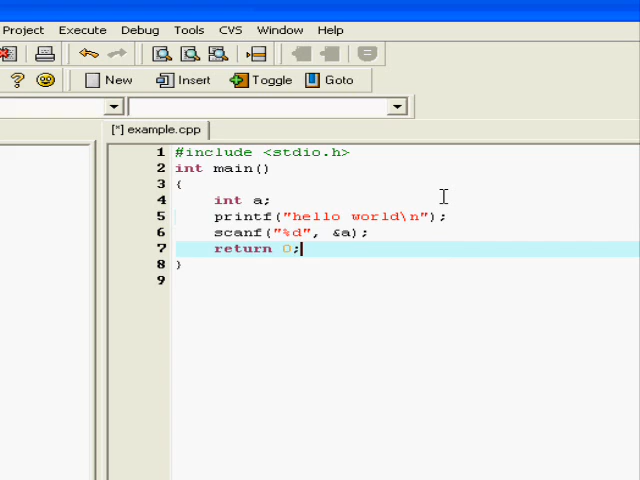 Project Execute Debug Tools CVS Window Help
New Insert Toggle Goto
[*] example.cpp
1 #include <stdio.h>
2 int main()
3 {
4 int a;
5 printf("hello world\n");
6 scanf("%d", &a);
7 return 0;
8 }
9